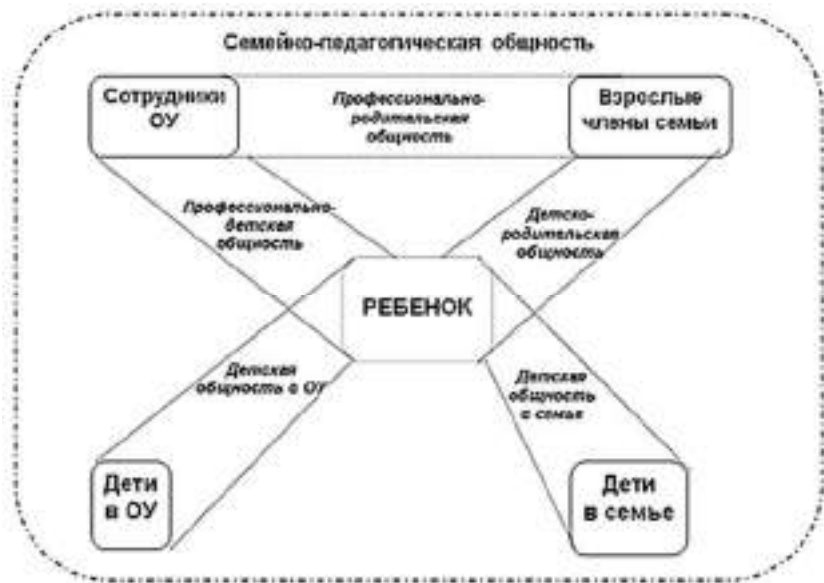 Семейно-педагогическая общность
Сотрудники
ОУ
Профессионально-
родительская
общность
Взрослые
члены семьи
Профессионально-
детская
общность
Детско-
родительская
общность
РЕБЕНОК
Детская
общность в ОУ
Детская
общность
в семье
Дети
в ОУ
Дети
в семье